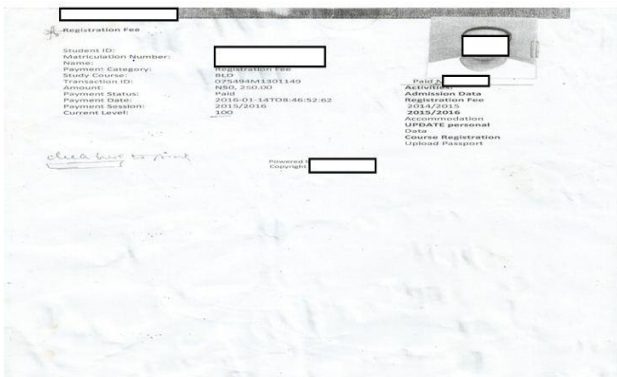 Registration Fee
Student ID:
Matriculation Number:
Name:
Payment Category: Registration Fee
Study Course: BLD
Transaction ID: 075494M1301149
Amount: N50, 250.00
Payment Status: Paid
Payment Date: 2016-01-14T08:46:52:62
Payment Session: 2015/2016
Current Level: 100
Paid
Activities:
Admission Data
Registration Fee
2014/2015
2015/2016
Accommodation
UPDATE personal
Data
Course Registration
Upload Passport
click here to print
Powered
Copyright